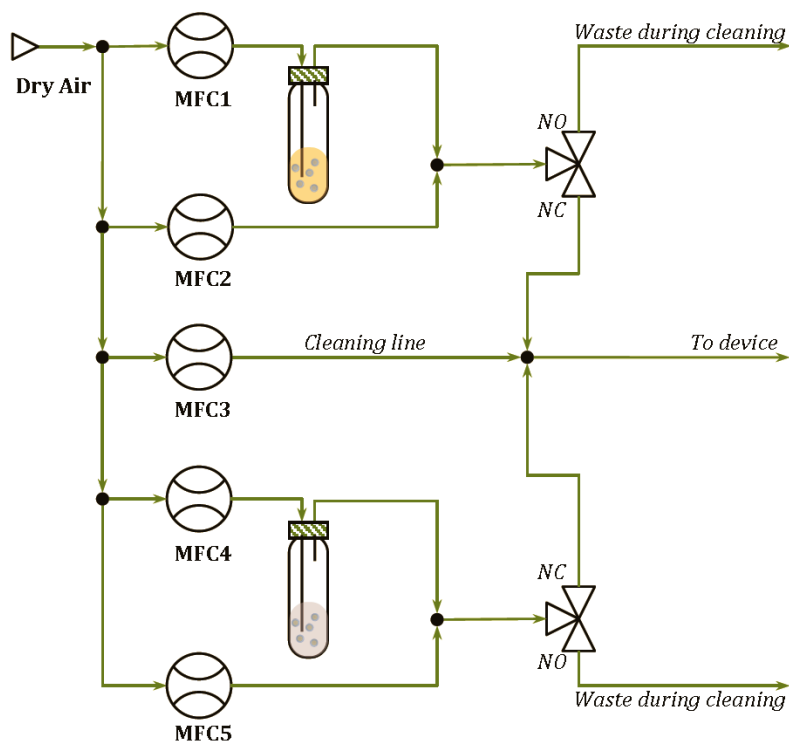 Waste during cleaning
Dry Air
MFC1
NO
NC
MFC2
Cleaning line
To device
MFC3
MFC4
NC
NO
Waste during cleaning
MFC5